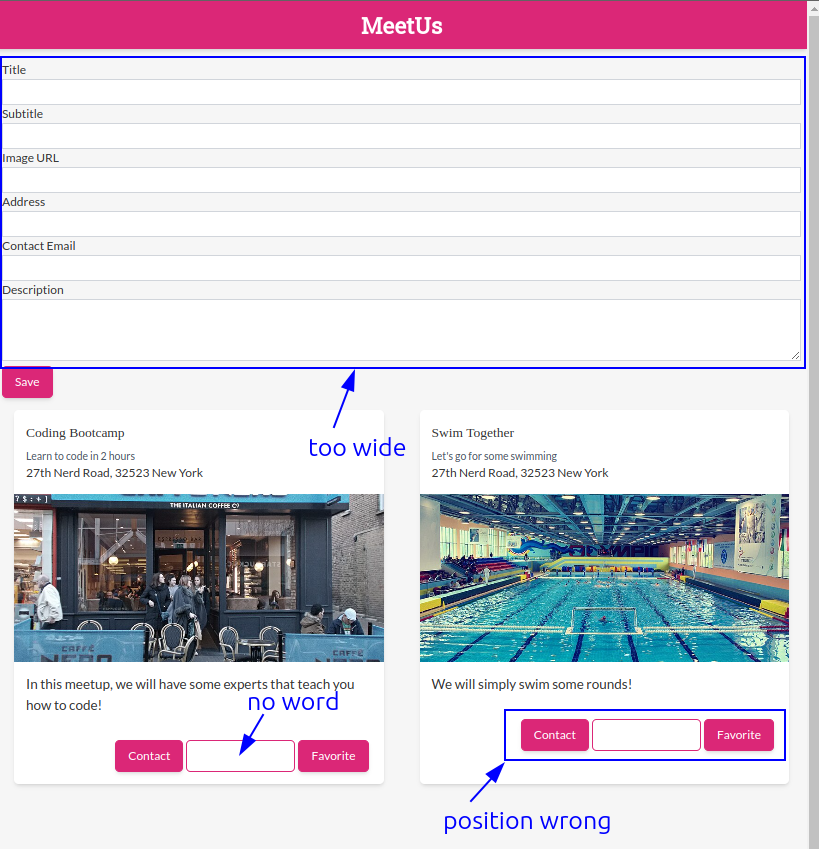 MeetUs
Title
Subtitle
Image URL
Address
Contact Email
Description
Save
too wide
Coding Bootcamp
Learn to code in 2 hours
27th Nerd Road, 32523 New York
THE ITALIAN COFFEE Co
CAFFÈ
CAFFÈ
NERO
In this meetup, we will have some experts that teach you
how to code!
no word
Contact
Favorite
Swim Together
Let's go for some swimming
27th Nerd Road, 32523 New York
We will simply swim some rounds!
Contact
Favorite
position wrong